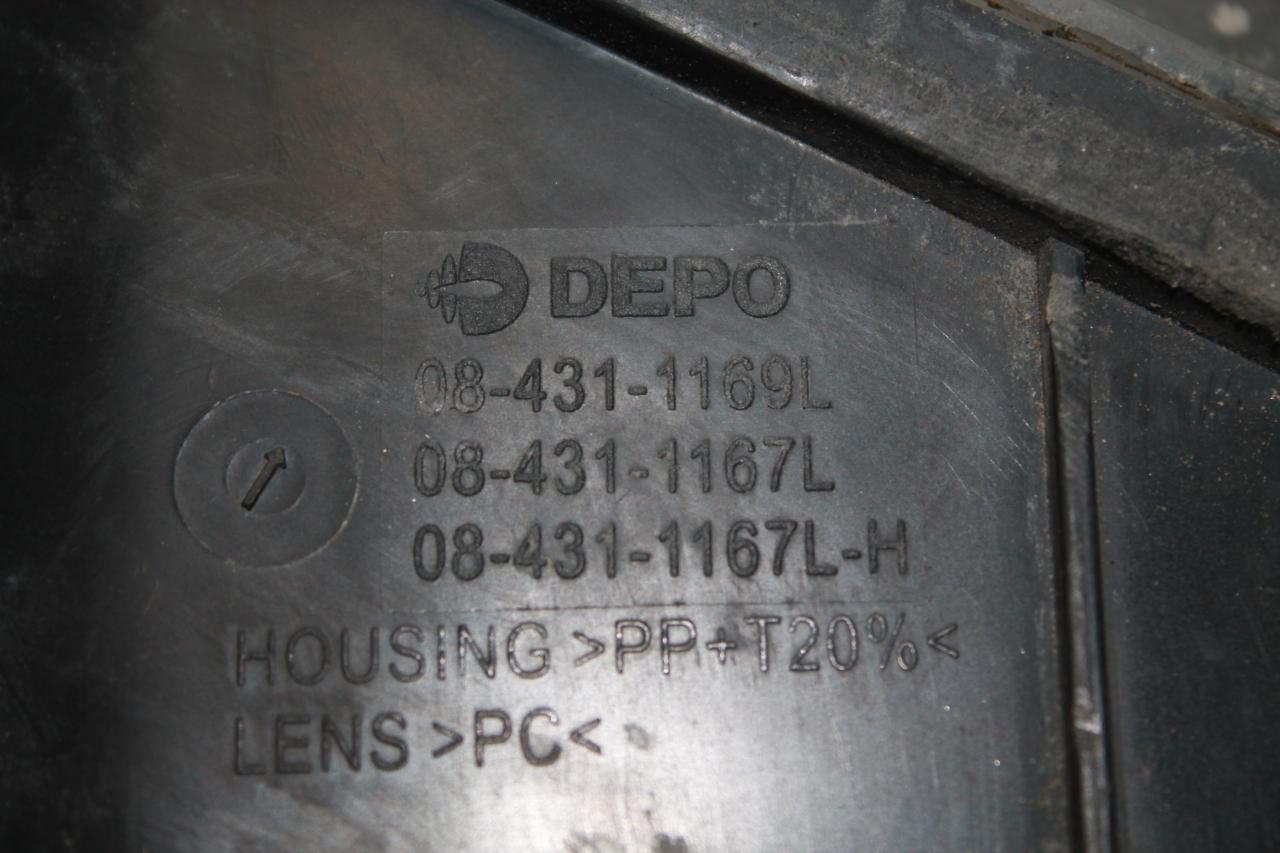 DEPO
08-431-1169L
08-431-1167L
08-431-1167L-H
HOUSING >PP+T20%<
LENS >PC<